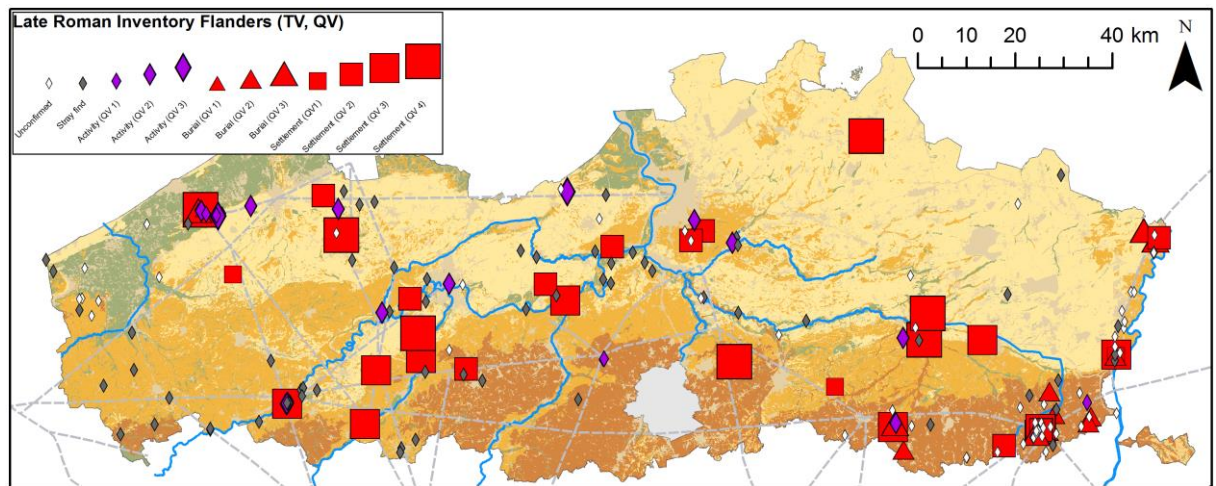 Late Roman Inventory Flanders (TV, QV)
Unconfirmed
Stray find
Activity (QV 1)
Activity (QV 2)
Activity (QV 3)
Burial (QV 1)
Burial (QV 2)
Burial (QV 3)
Settlement (QV1)
Settlement (QV 2)
Settlement (QV 3)
Settlement (QV 4)
0 10 20 40 km
N